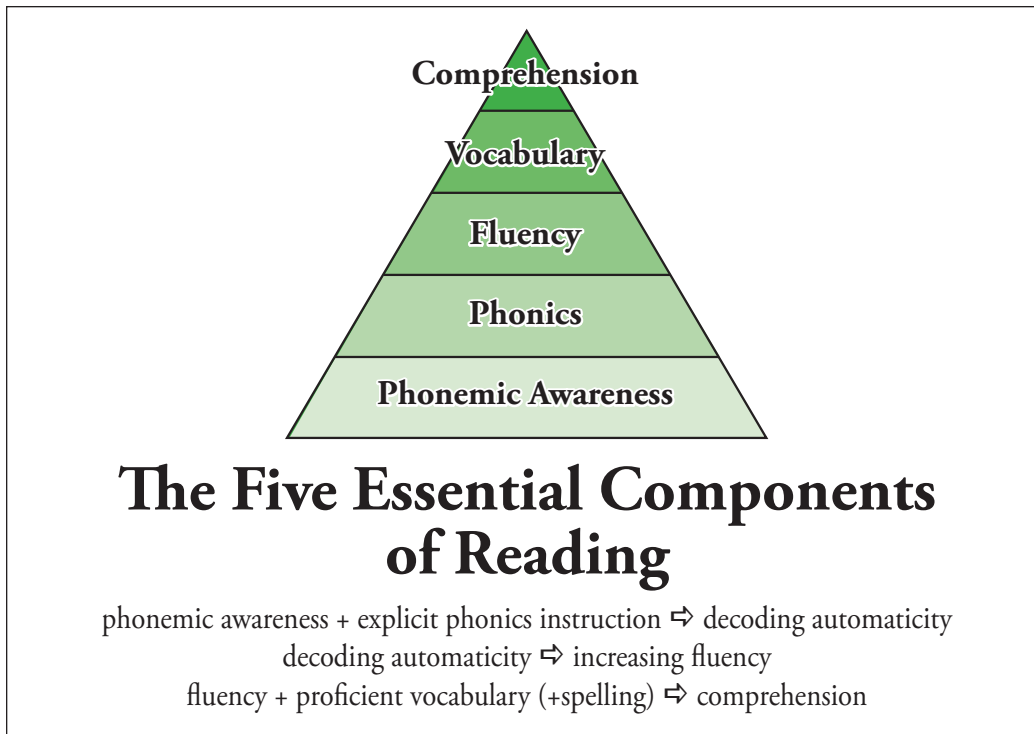 Comprehension
Vocabulary
Fluency
Phonics
Phonemic Awareness
The Five Essential Components
of Reading
phonemic awareness + explicit phonics instruction ⇨ decoding automaticity
decoding automaticity ⇨ increasing fluency
fluency + proficient vocabulary (+spelling) ⇨ comprehension